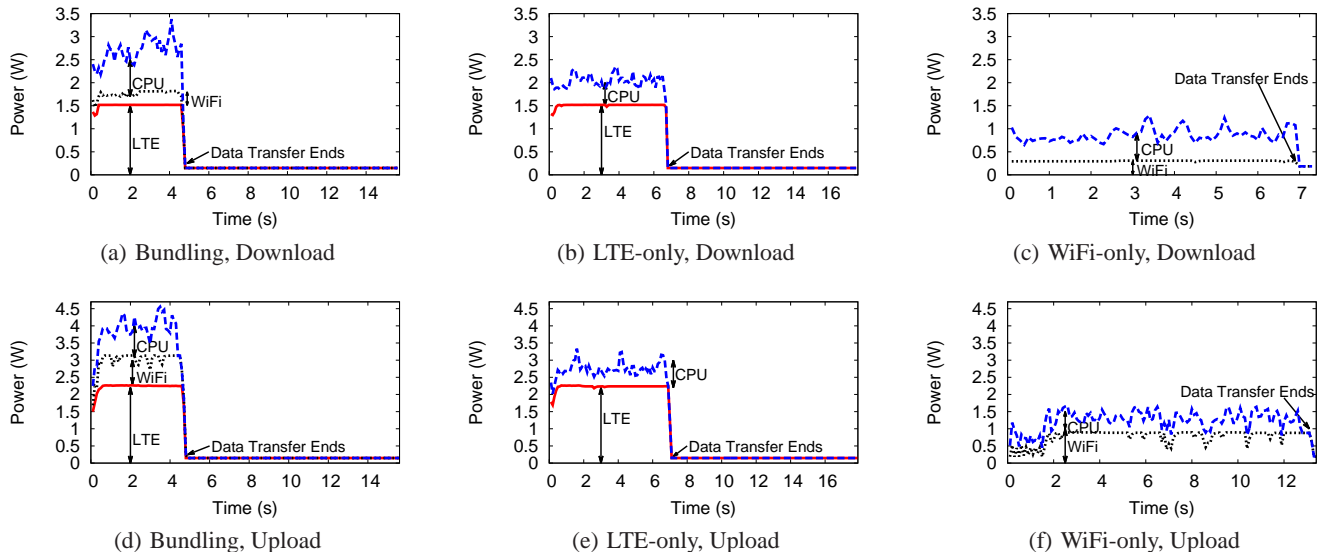 3.5
3
2.5
2
1.5
1
0.5
0
Power (W)
CPU
WiFi
LTE
Data Transfer Ends
0 2 4 6 8 10 12 14
Time (s)
(a) Bundling, Download
3.5
3
2.5
2
1.5
1
0.5
0
Power (W)
CPU
LTE
Data Transfer Ends
0 2 4 6 8 10 12 14 16
Time (s)
(b) LTE-only, Download
3.5
3
2.5
2
1.5
1
0.5
0
Power (W)
Data Transfer Ends
CPU
WiFi
0 1 2 3 4 5 6 7
Time (s)
(c) WiFi-only, Download
4.5
4
3.5
3
2.5
2
1.5
1
0.5
0
Power (W)
CPU
WiFi
LTE
Data Transfer Ends
0 2 4 6 8 10 12 14
Time (s)
(d) Bundling, Upload
4.5
4
3.5
3
2.5
2
1.5
1
0.5
0
Power (W)
CPU
LTE
Data Transfer Ends
0 2 4 6 8 10 12 14 16
Time (s)
(e) LTE-only, Upload
4.5
4
3.5
3
2.5
2
1.5
1
0.5
0
Power (W)
Data Transfer Ends
CPU
WiFi
0 2 4 6 8 10 12
Time (s)
(f) WiFi-only, Upload